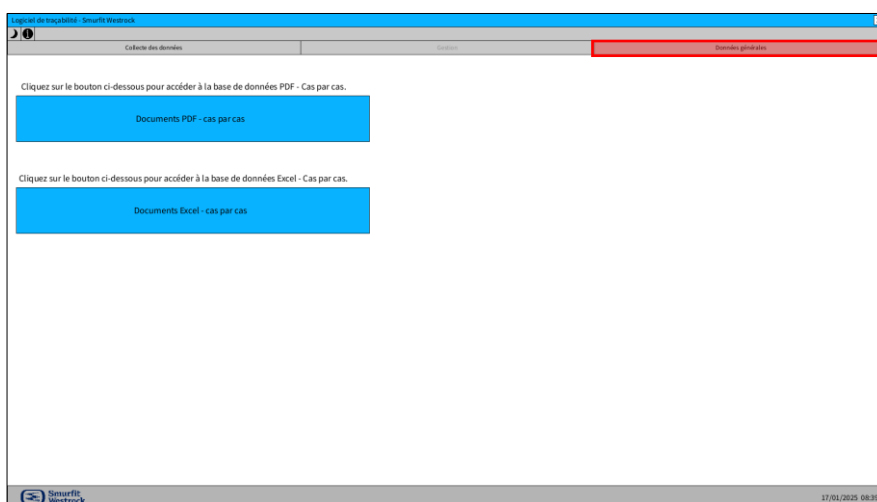 Logiciel de traçabilité - Smurfit Westrock
Collecte des données
Gestion
Données générales
Cliquez sur le bouton ci-dessous pour accéder à la base de données PDF - Cas par cas.
Documents PDF - cas par cas
Cliquez sur le bouton ci-dessous pour accéder à la base de données Excel - Cas par cas.
Documents Excel - cas par cas
Smurfit
Westrock
17/01/2025 08:35